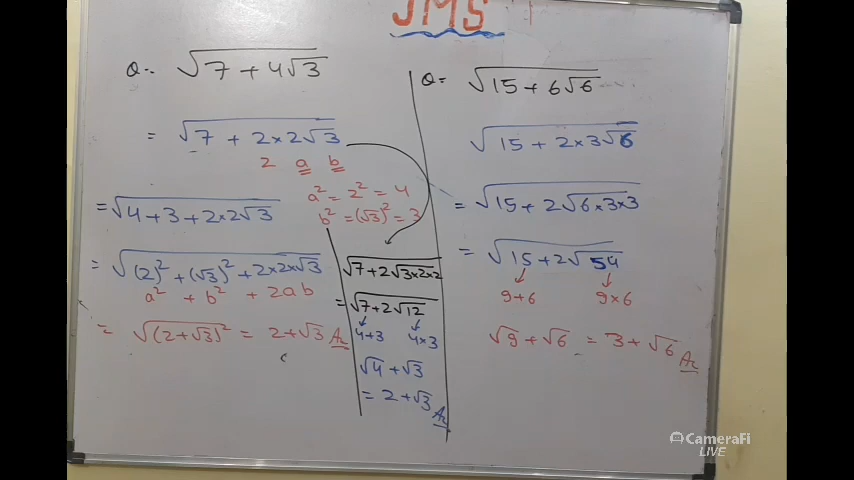 JMS
Q.. √7 + 4√3
= √7 + 2×2√3
2 a b
a² = 2² = 4
b² = (√3)² = 3
= √4+3+2×2√3
= √(2)² + (√3)² + 2×2×√3
a² + b² + 2ab
= √(2+√3)² = 2+√3 As
√7+2√3×2×2
= √7+2√12
4+3 4×3
√4 + √3
= 2+√3 As
Q= √15 + 6√6
√15 + 2×3√6
= √15 + 2√6×3×3
= √15 + 2√54
9+6 9×6
√9 + √6 = 3 + √6 As
CameraFi
LIVE